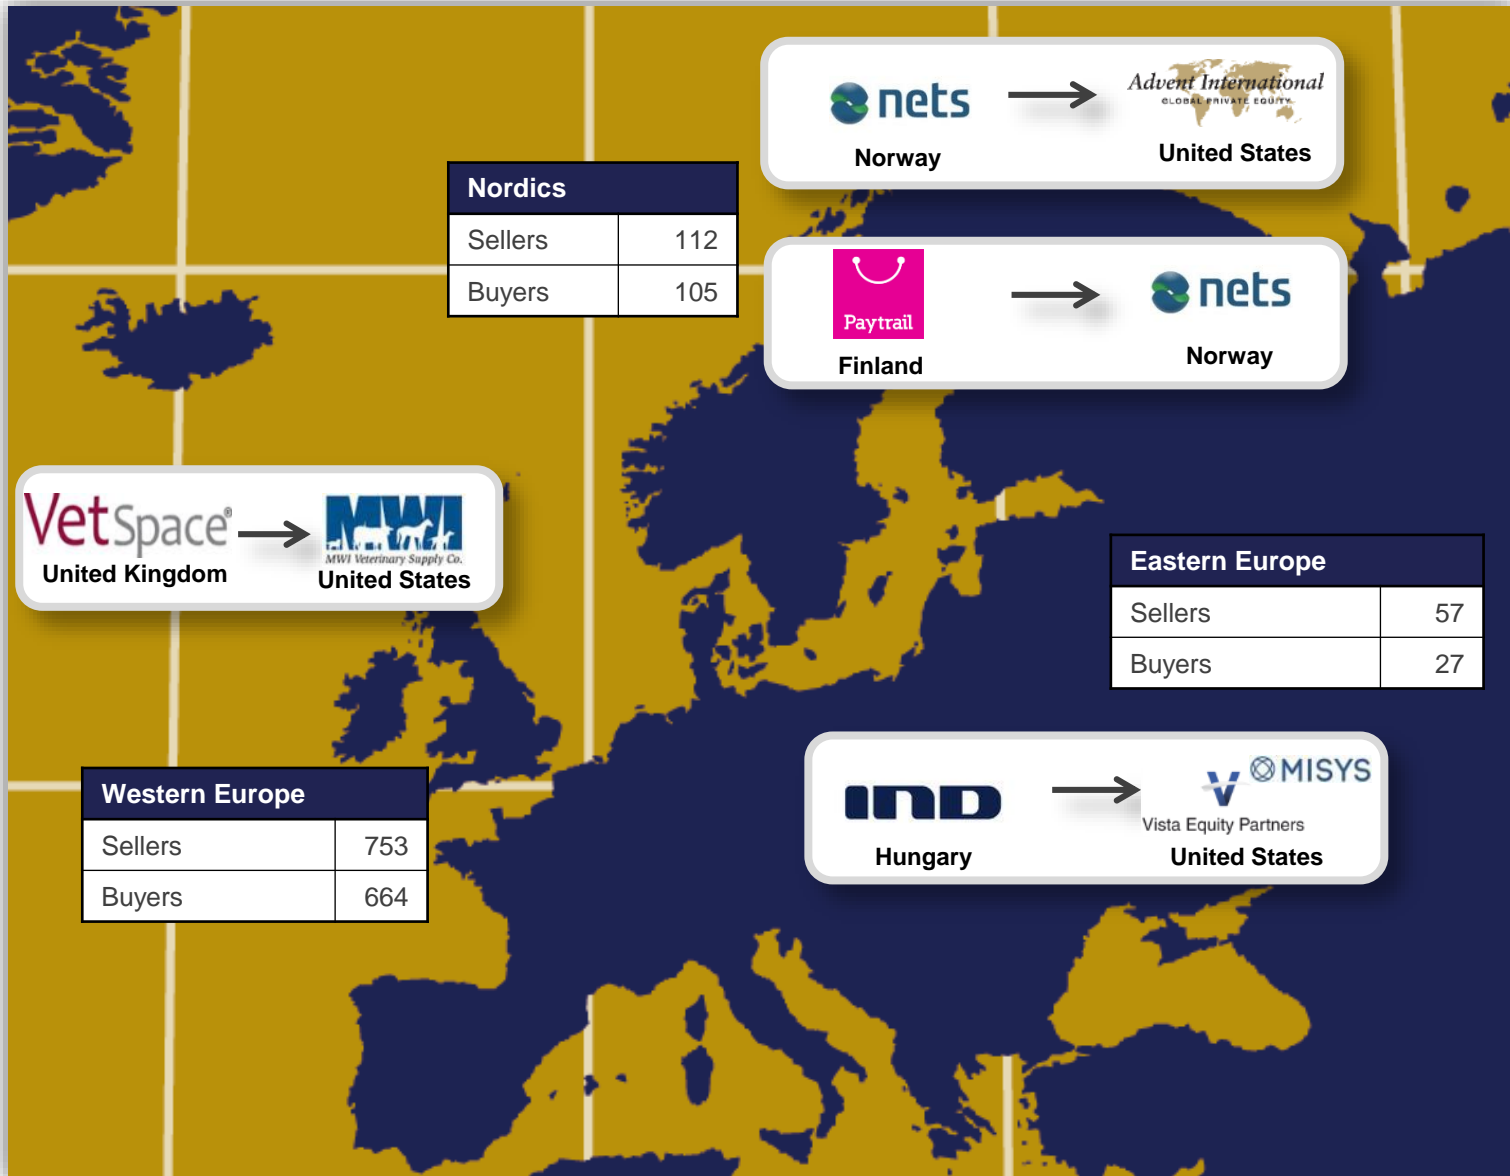 nets
Advent International
GLOBAL PRIVATE EQUITY
Norway
United States
Nordics
Sellers 112
Buyers 105
Paytrail
nets
Finland
Norway
VetSpace®
MWI
MWI Veterinary Supply Co.
United Kingdom
United States
Eastern Europe
Sellers 57
Buyers 27
Western Europe
Sellers 753
Buyers 664
IND
MISYS
V
Vista Equity Partners
Hungary
United States